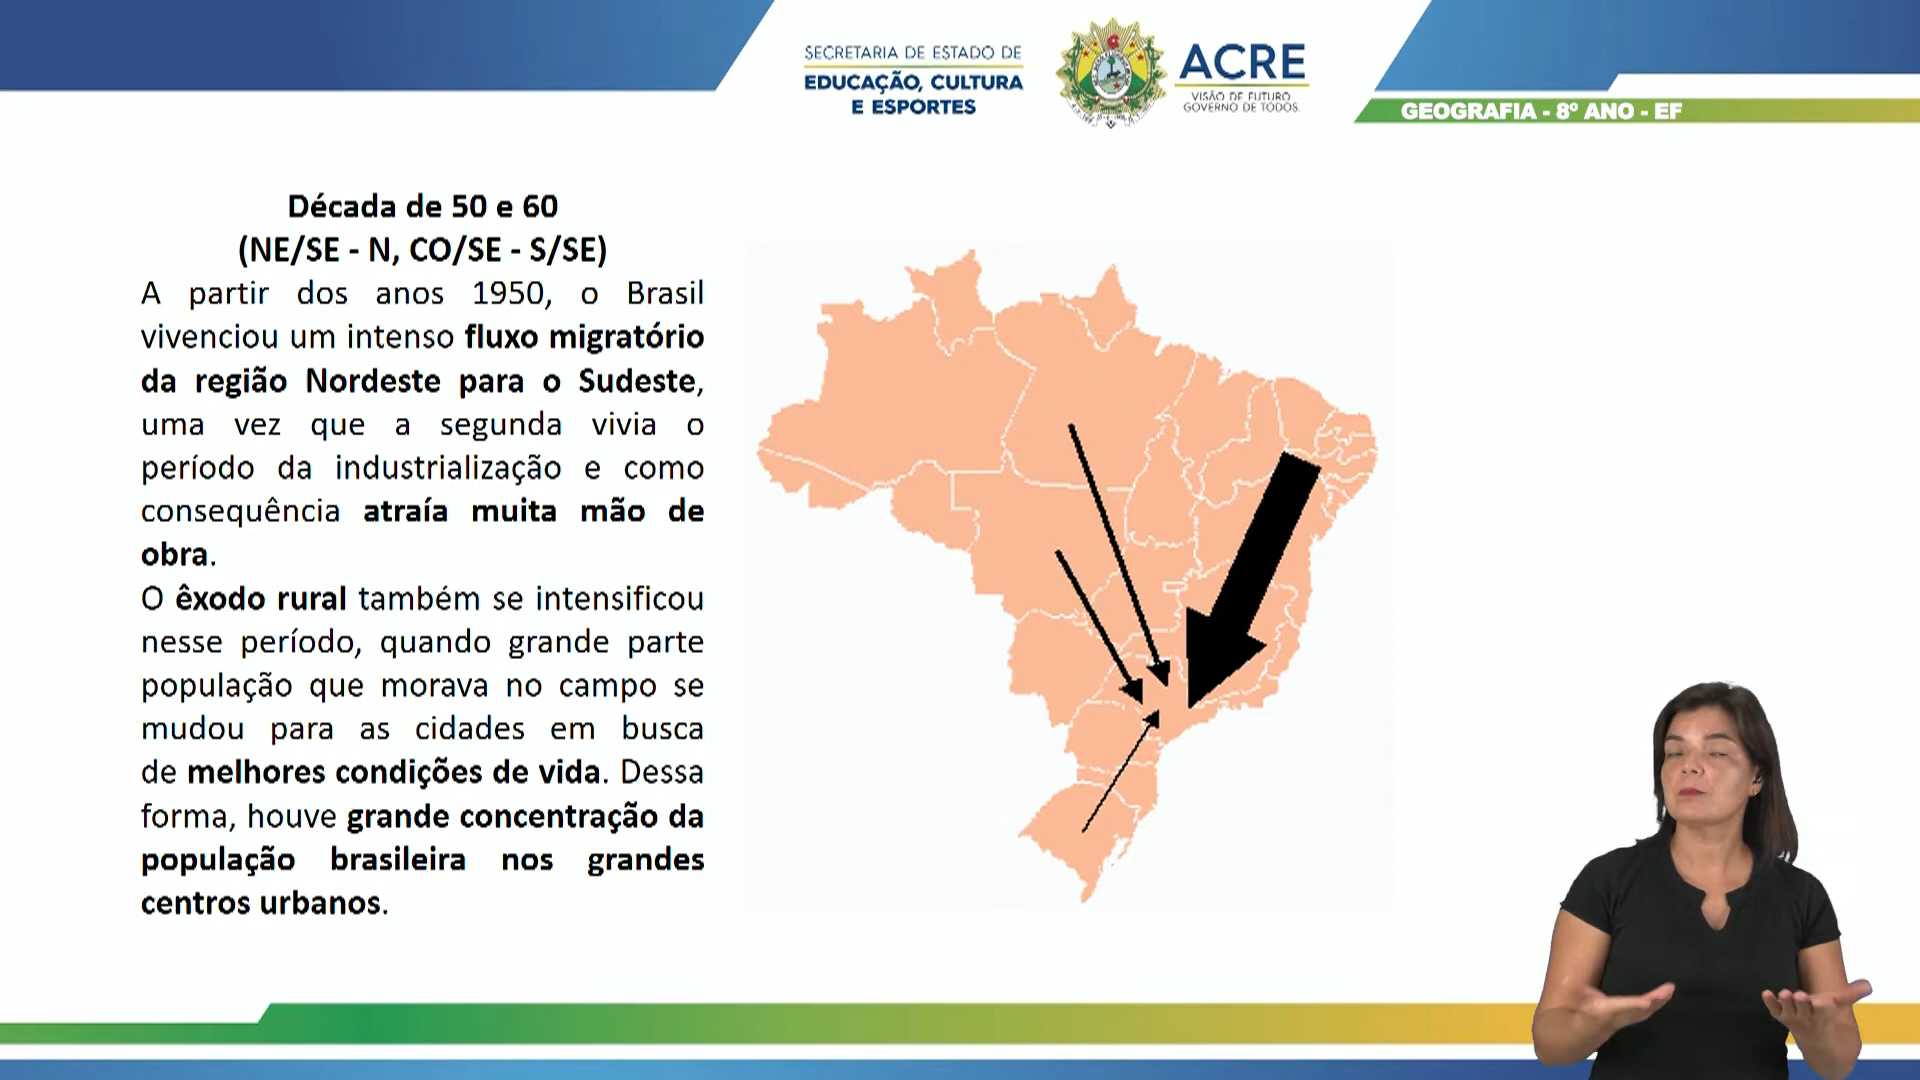 SECRETARIA DE ESTADO DE
EDUCAÇÃO, CULTURA
E ESPORTES
ACRE
VISÃO DE FUTURO
GOVERNO DE TODOS
GEOGRAFIA - 8º ANO - EF
Década de 50 e 60
(NE/SE - N, CO/SE - S/SE)
A partir dos anos 1950, o Brasil
vivenciou um intenso fluxo migratório
da região Nordeste para o Sudeste,
uma vez que a segunda vivia o
período da industrialização e como
consequência atraía muita mão de
obra.
O êxodo rural também se intensificou
nesse período, quando grande parte
população que morava no campo se
mudou para as cidades em busca
de melhores condições de vida. Dessa
forma, houve grande concentração da
população brasileira nos grandes
centros urbanos.